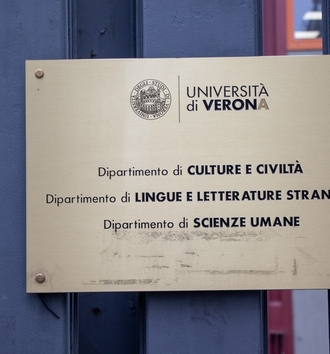 UNIVERSITÀ
di VERONA
Dipartimento di CULTURE E CIVILTÀ
Dipartimento di LINGUE E LETTERATURE STRAN
Dipartimento di SCIENZE UMANE